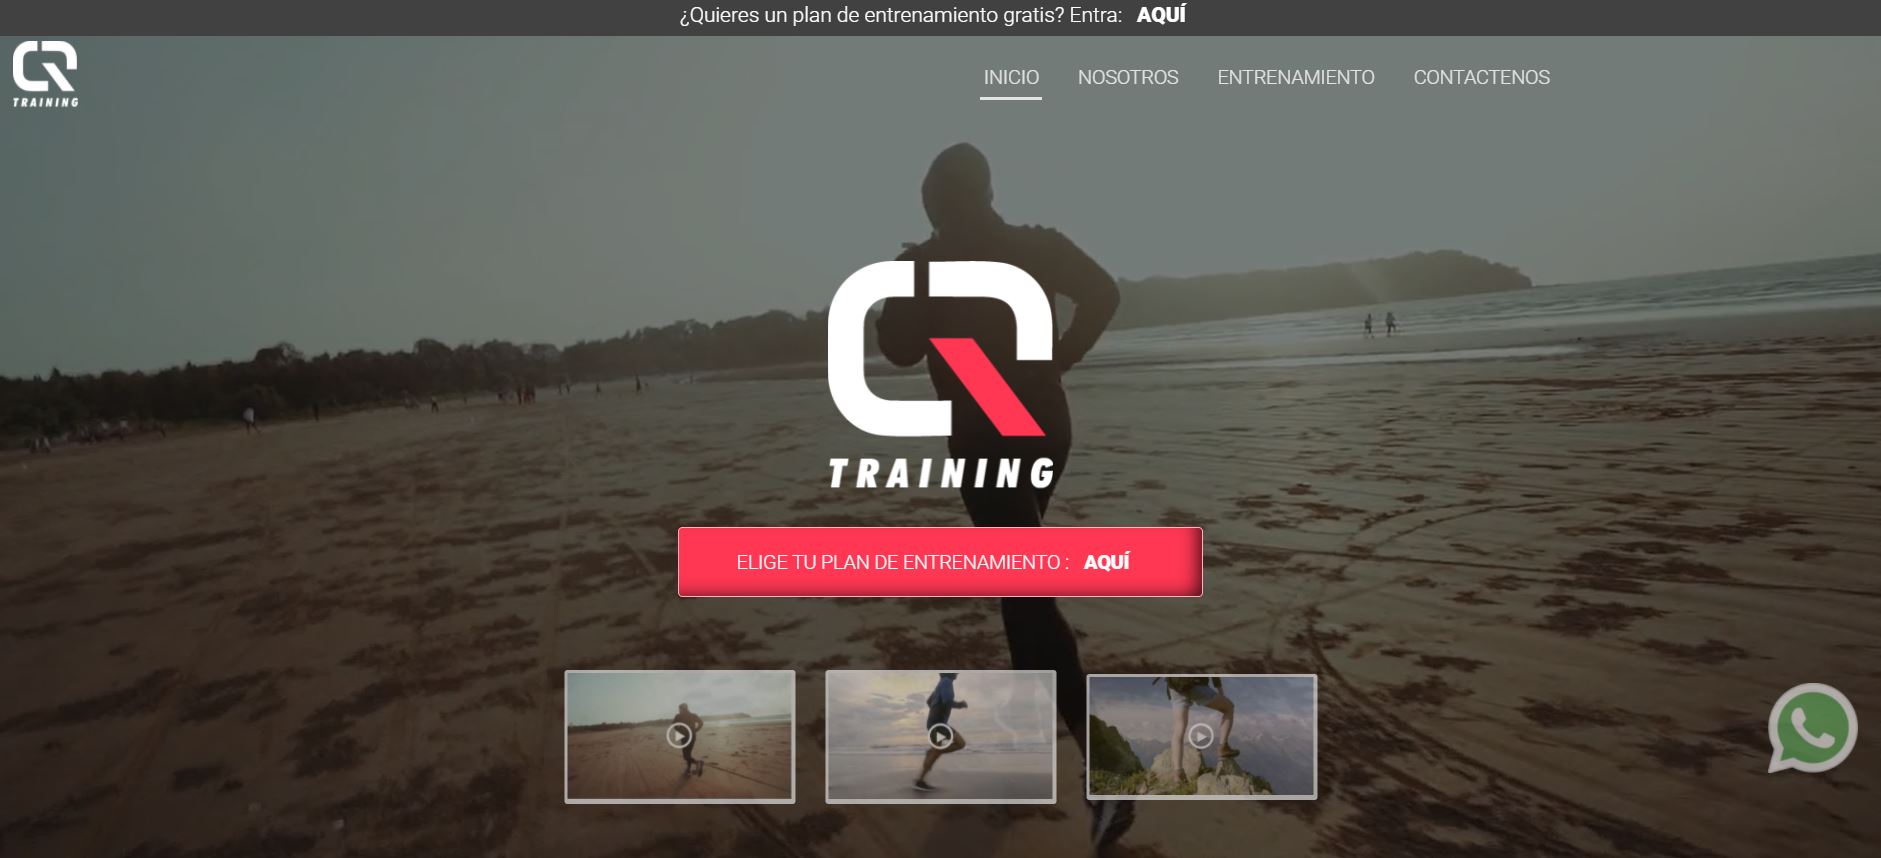 ¿Quieres un plan de entrenamiento gratis? Entra: AQUÍ
TRAINING
INICIO NOSOTROS ENTRENAMIENTO CONTACTENOS
TRAINING
ELIGE TU PLAN DE ENTRENAMIENTO : AQUÍ